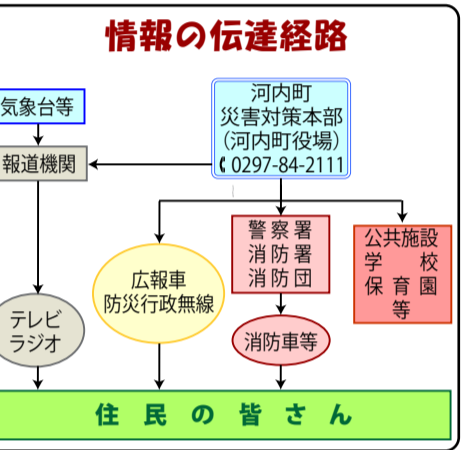 情報の伝達経路
気象台等
河内町
災害対策本部
(河内町役場)
📞0297-84-2111
報道機関
警察署
消防署
消防団
公共施設
学校
保育園
等
広報車
防災行政無線
テレビ
ラジオ
消防車等
住民の皆さん